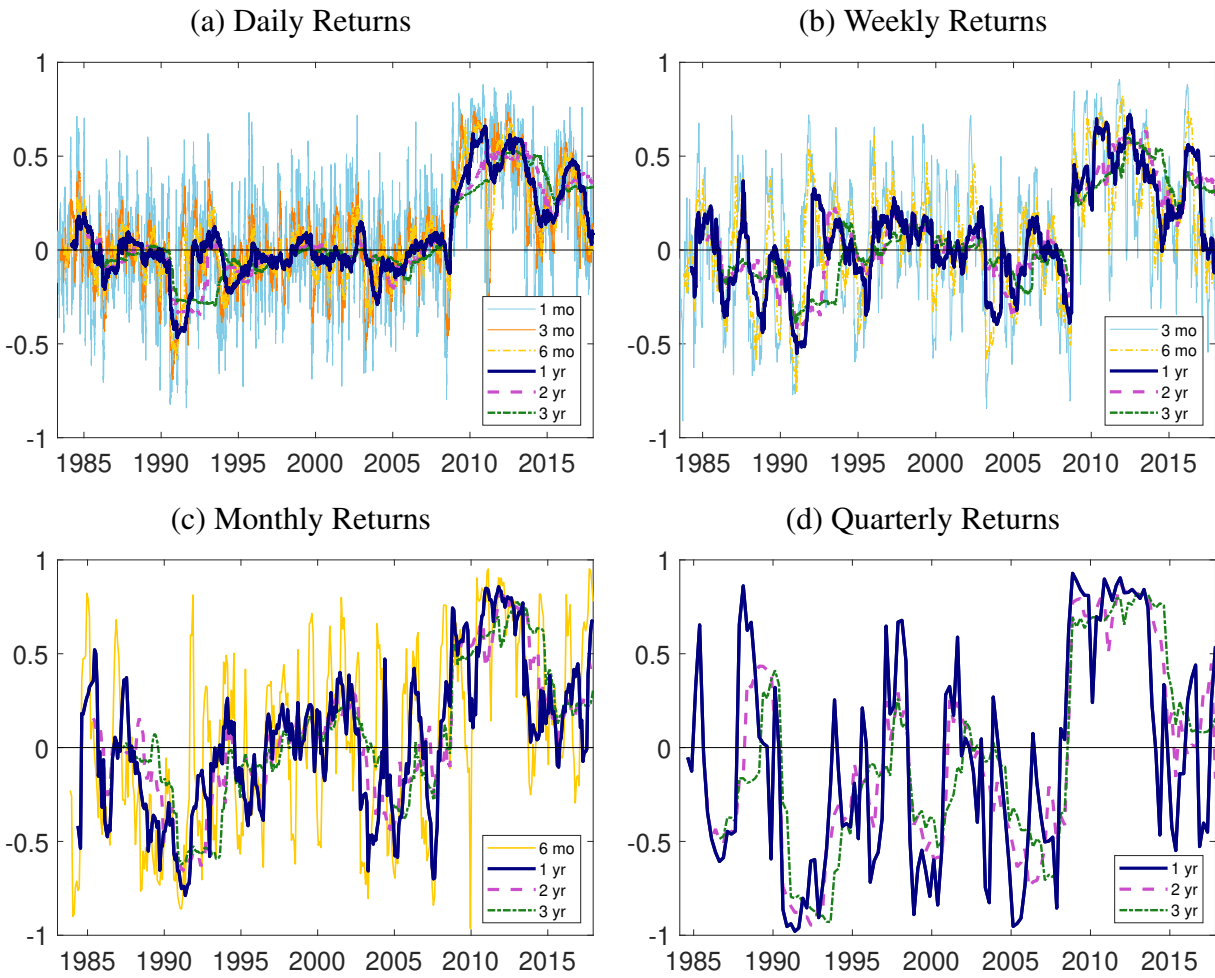 (a) Daily Returns
1
0.5
0
-0.5
-1
1985 1990 1995 2000 2005 2010 2015
1 mo
3 mo
6 mo
1 yr
2 yr
3 yr
(b) Weekly Returns
1
0.5
0
-0.5
-1
1985 1990 1995 2000 2005 2010 2015
3 mo
6 mo
1 yr
2 yr
3 yr
(c) Monthly Returns
1
0.5
0
-0.5
-1
1985 1990 1995 2000 2005 2010 2015
6 mo
1 yr
2 yr
3 yr
(d) Quarterly Returns
1
0.5
0
-0.5
-1
1985 1990 1995 2000 2005 2010 2015
1 yr
2 yr
3 yr